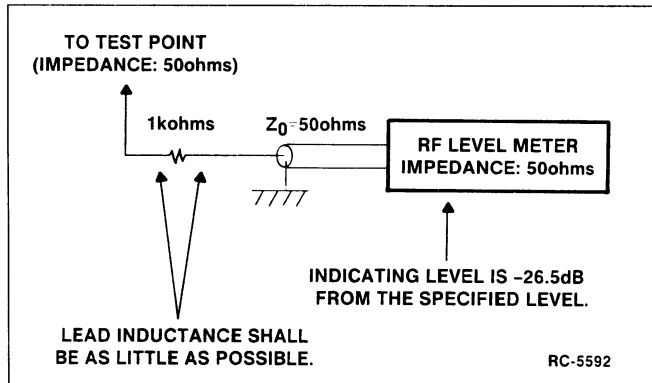 TO TEST POINT
(IMPEDANCE: 50ohms)
1kohms
Z0=50ohms
RF LEVEL METER
IMPEDANCE: 50ohms
INDICATING LEVEL IS -26.5dB
FROM THE SPECIFIED LEVEL.
LEAD INDUCTANCE SHALL
BE AS LITTLE AS POSSIBLE.
RC-5592